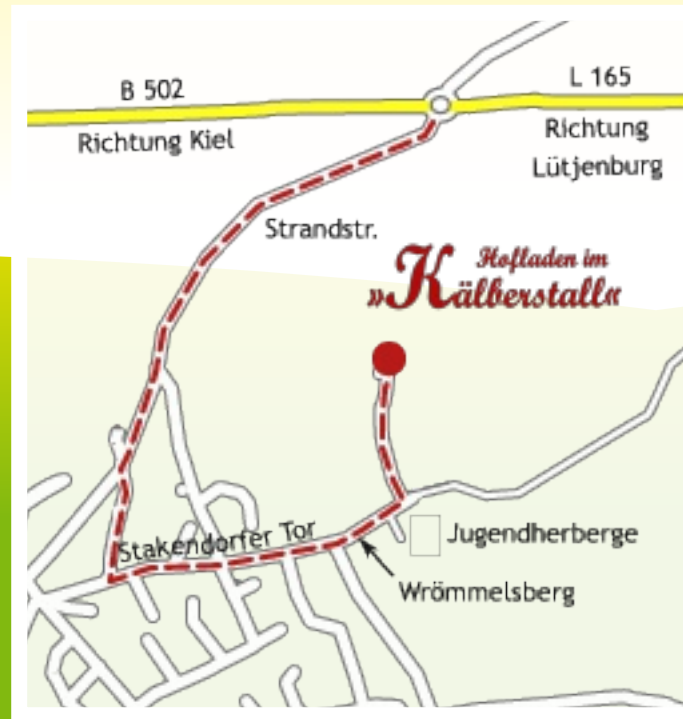 B 502
L 165
Richtung Kiel
Richtung
Lütjenburg
Strandstr.
Hofladen im
»Kälberstall«
Stakendorfer Tor
Jugendherberge
Wrömmelsberg